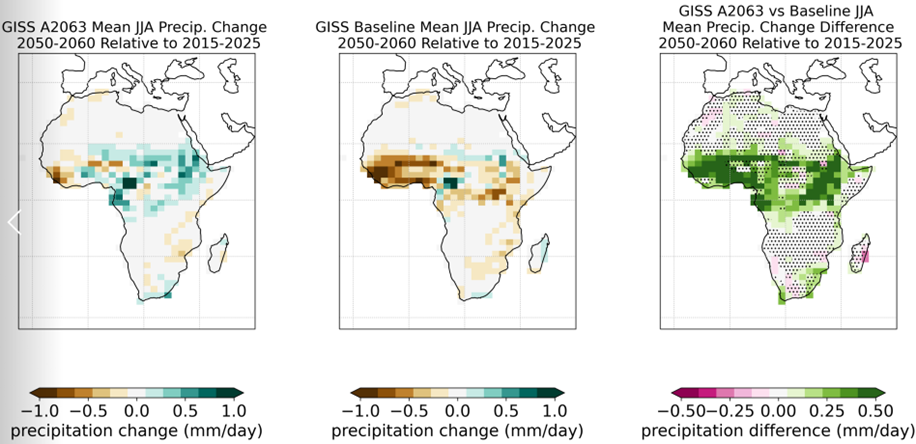 GISS A2063 Mean JJA Precip. Change
2050-2060 Relative to 2015-2025
GISS Baseline Mean JJA Precip. Change
2050-2060 Relative to 2015-2025
GISS A2063 vs Baseline JJA
Mean Precip. Change Difference
2050-2060 Relative to 2015-2025
−1.0 −0.5 0.0 0.5 1.0
precipitation change (mm/day)
−1.0 −0.5 0.0 0.5 1.0
precipitation change (mm/day)
−0.50 −0.25 0.00 0.25 0.50
precipitation difference (mm/day)